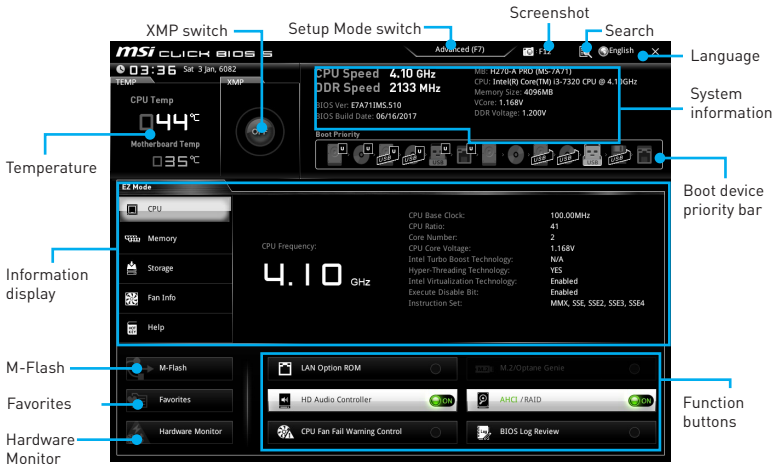 XMP switch
Setup Mode switch
Screenshot
Search
Language
System
information
Boot device
priority bar
Temperature
Information
display
M-Flash
Favorites
Hardware
Monitor
Function
buttons
msi CLICK BIOS 5
Advanced (F7)
F12
English
X
03:36 Sat 3 Jan, 6082
TEMP
XMP
CPU Temp
44°C
Motherboard Temp
35°C
OFF
CPU Speed 4.10 GHz
DDR Speed 2133 MHz
BIOS Ver: E7A71IMS.510
BIOS Build Date: 06/16/2017
MB: H270-A PRO (MS-7A71)
CPU: Intel(R) Core(TM) i3-7320 CPU @ 4.10GHz
Memory Size: 4096MB
VCore: 1.168V
DDR Voltage: 1.200V
Boot Priority
U U U U U U
USB USB USB USB USB USB USB
EZ Mode
CPU
Memory
Storage
Fan Info
Help
CPU Frequency:
4.10 GHz
CPU Base Clock: 100.00MHz
CPU Ratio: 41
Core Number: 2
CPU Core Voltage: 1.168V
Intel Turbo Boost Technology: N/A
Hyper-Threading Technology: YES
Intel Virtualization Technology: Enabled
Execute Disable Bit: Enabled
Instruction Set: MMX, SSE, SSE2, SSE3, SSE4
M-Flash
Favorites
Hardware Monitor
LAN Option ROM
M.2/Optane Genie
HD Audio Controller ON
AHCI /RAID ON
CPU Fan Fail Warning Control
BIOS Log Review